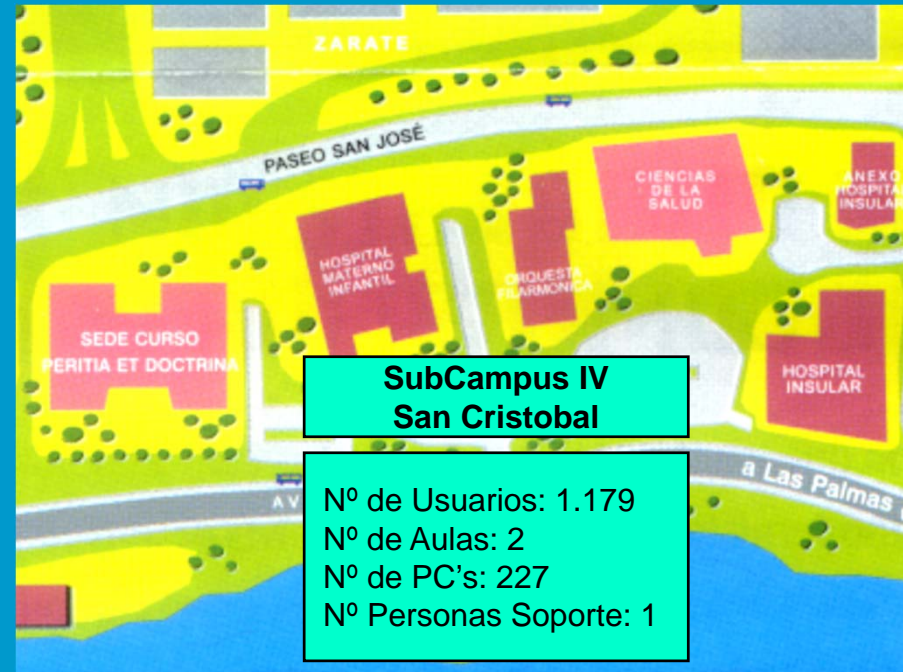 ZARATE
PASEO SAN JOSÉ
CIENCIAS
DE LA
SALUD
ANEXO
HOSPITAL
INSULAR
HOSPITAL
MATERNO
INFANTIL
ORQUESTA
FILARMONICA
SEDE CURSO
PERITIA ET DOCTRINA
HOSPITAL
INSULAR
SubCampus IV
San Cristobal
a Las Palmas
AV
Nº de Usuarios: 1.179
Nº de Aulas: 2
Nº de PC's: 227
Nº Personas Soporte: 1